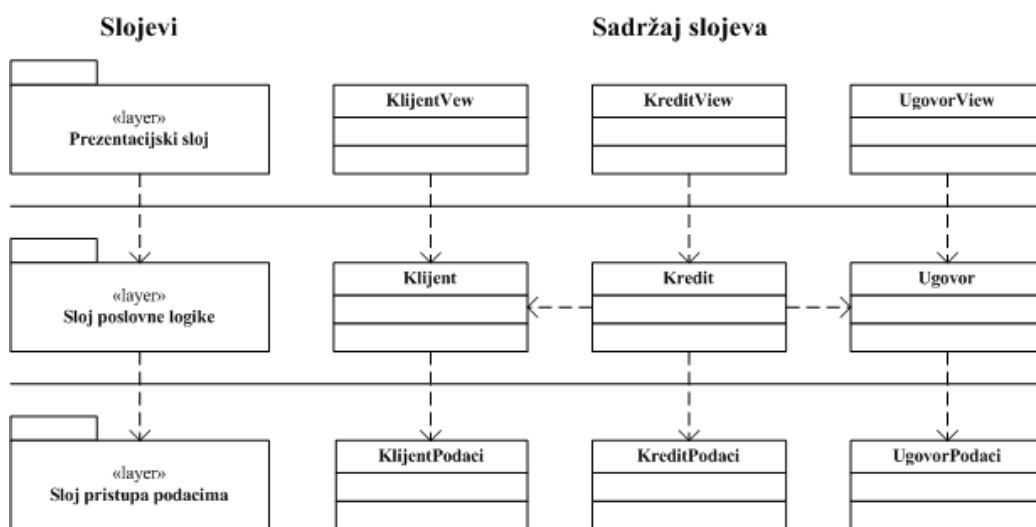 Slojevi
Sadržaj slojeva
«layer»
Prezentacijski sloj
KlijentVew
KreditView
UgovorView
«layer»
Sloj poslovne logike
Klijent
Kredit
Ugovor
«layer»
Sloj pristupa podacima
KlijentPodaci
KreditPodaci
UgovorPodaci